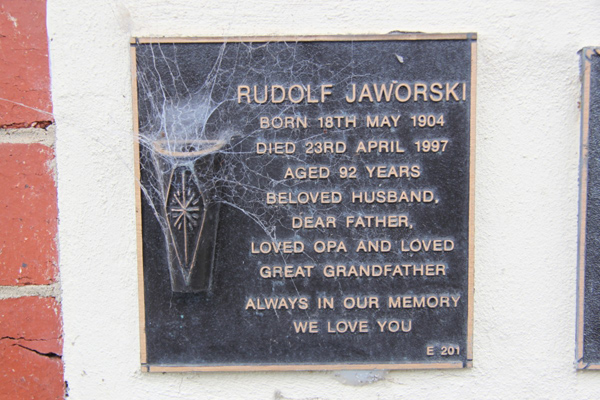 RUDOLF JAWORSKI
BORN 18TH MAY 1904
DIED 23RD APRIL 1997
AGED 92 YEARS
BELOVED HUSBAND,
DEAR FATHER,
LOVED OPA AND LOVED
GREAT GRANDFATHER
ALWAYS IN OUR MEMORY
WE LOVE YOU
E 201